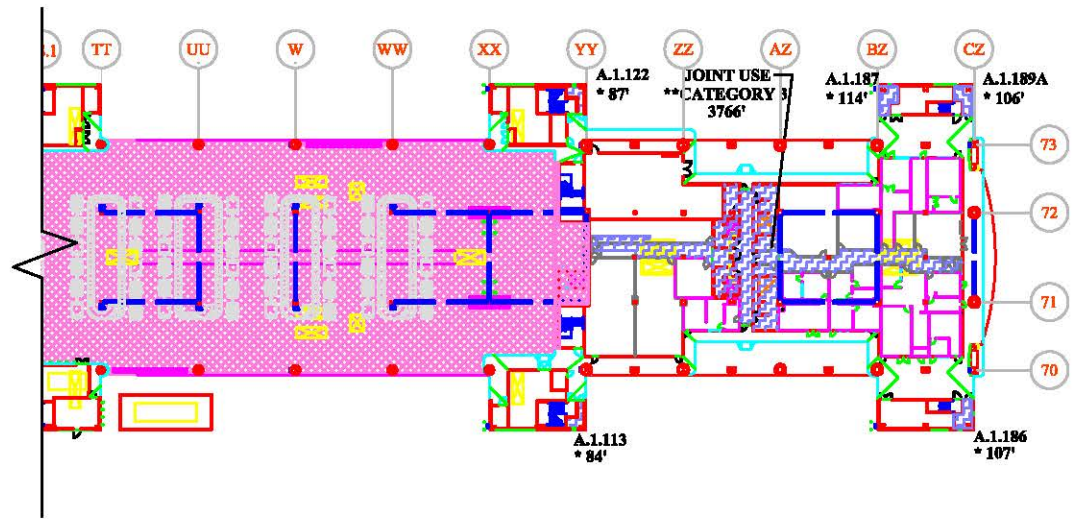 TT
UU
W
WW
XX
YY
ZZ
AZ
BZ
CZ
A.1.122
* 87'
JOINT USE
**CATEGORY 3
3766'
A.1.187
* 114'
A.1.189A
* 106'
73
72
71
70
A.1.113
* 84'
A.1.186
* 107'